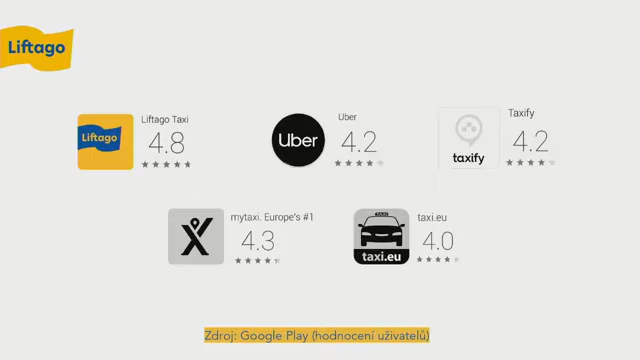 Liftago
Liftago Taxi
Liftago
4.8
Uber
Uber
4.2
Taxify
taxify
4.2
mytaxi. Europe's #1
4.3
TAXI
taxi.eu
taxi.eu
4.0
Zdroj: Google Play (hodnocení uživatelů)